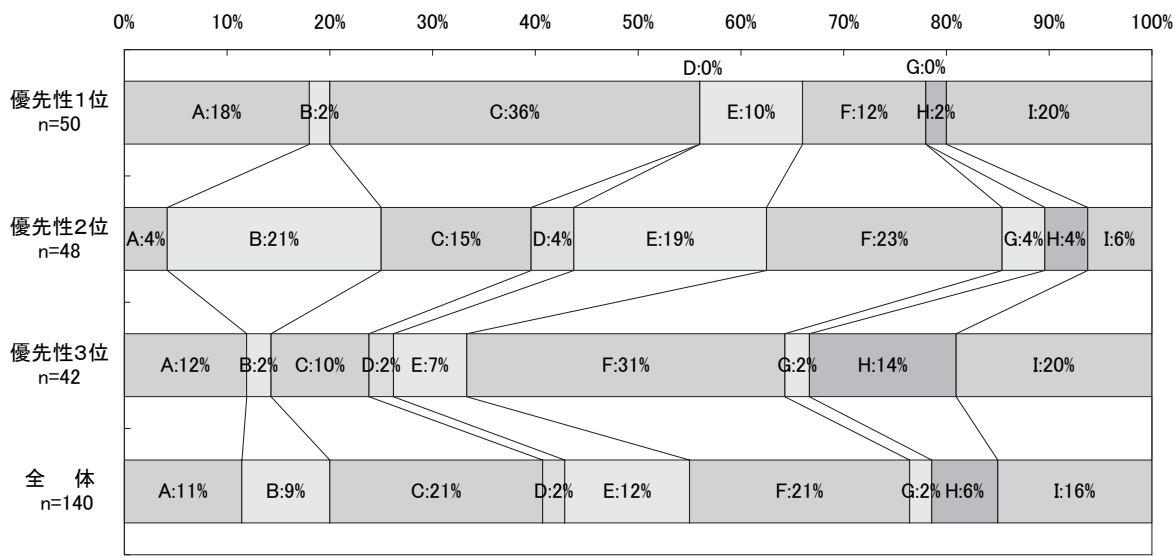 0% 10% 20% 30% 40% 50% 60% 70% 80% 90% 100%
D:0% G:0%
優先性1位
n=50
A:18% B:2% C:36% E:10% F:12% H:2% I:20%
優先性2位
n=48
A:4% B:21% C:15% D:4% E:19% F:23% G:4% H:4% I:6%
優先性3位
n=42
A:12% B:2% C:10% D:2% E:7% F:31% G:2% H:14% I:20%
全 体
n=140
A:11% B:9% C:21% D:2% E:12% F:21% G:2% H:6% I:16%